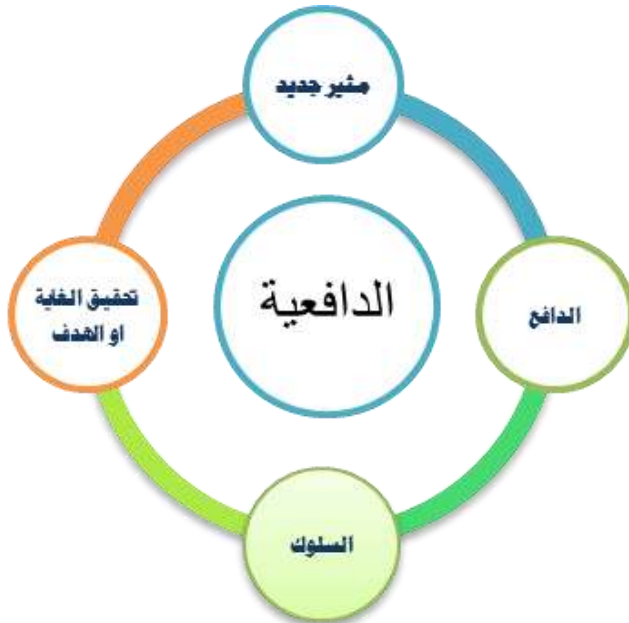 مثير جديد
الدافعية
الدافع
تحقيق الغاية
او الهدف
السلوك